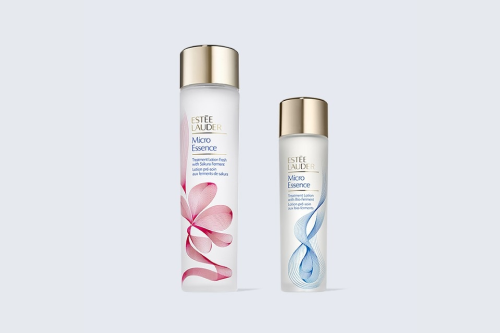 ESTĒE
LAUDER
Micro
Essence
Treatment Lotion Fresh
with Sakura Ferment
Lotion pré-soin
aux ferments de sakura
ESTĒE
LAUDER
Micro
Essence
Treatment Lotion
with Bio-Ferment
Lotion pré-soin
aux bio-ferments